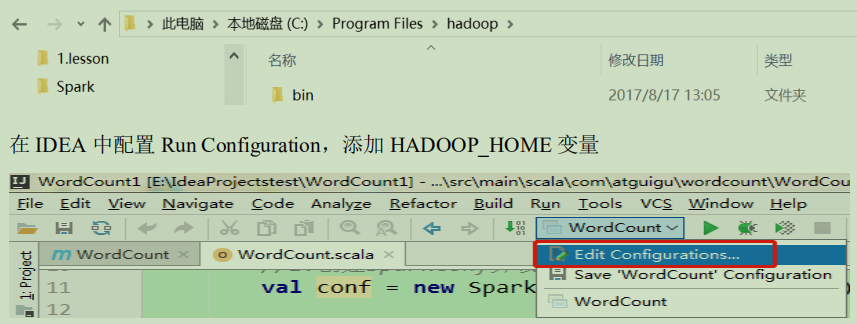 此电脑 > 本地磁盘 (C:) > Program Files > hadoop >
1.lesson
Spark
名称 修改日期 类型
bin 2017/8/17 13:05 文件夹
在 IDEA 中配置 Run Configuration，添加 HADOOP_HOME 变量
WordCount1 [E:\IdeaProjectstest\WordCount1] - ...\src\main\scala\com\atguigu\wordcount\WordCou
File Edit View Navigate Code Analyze Refactor Build Run Tools VCS Window Help
WordCount
WordCount WordCount.scala
Edit Configurations...
1: Project
11 val conf = new Spark
Save 'WordCount' Configuration
12
WordCount